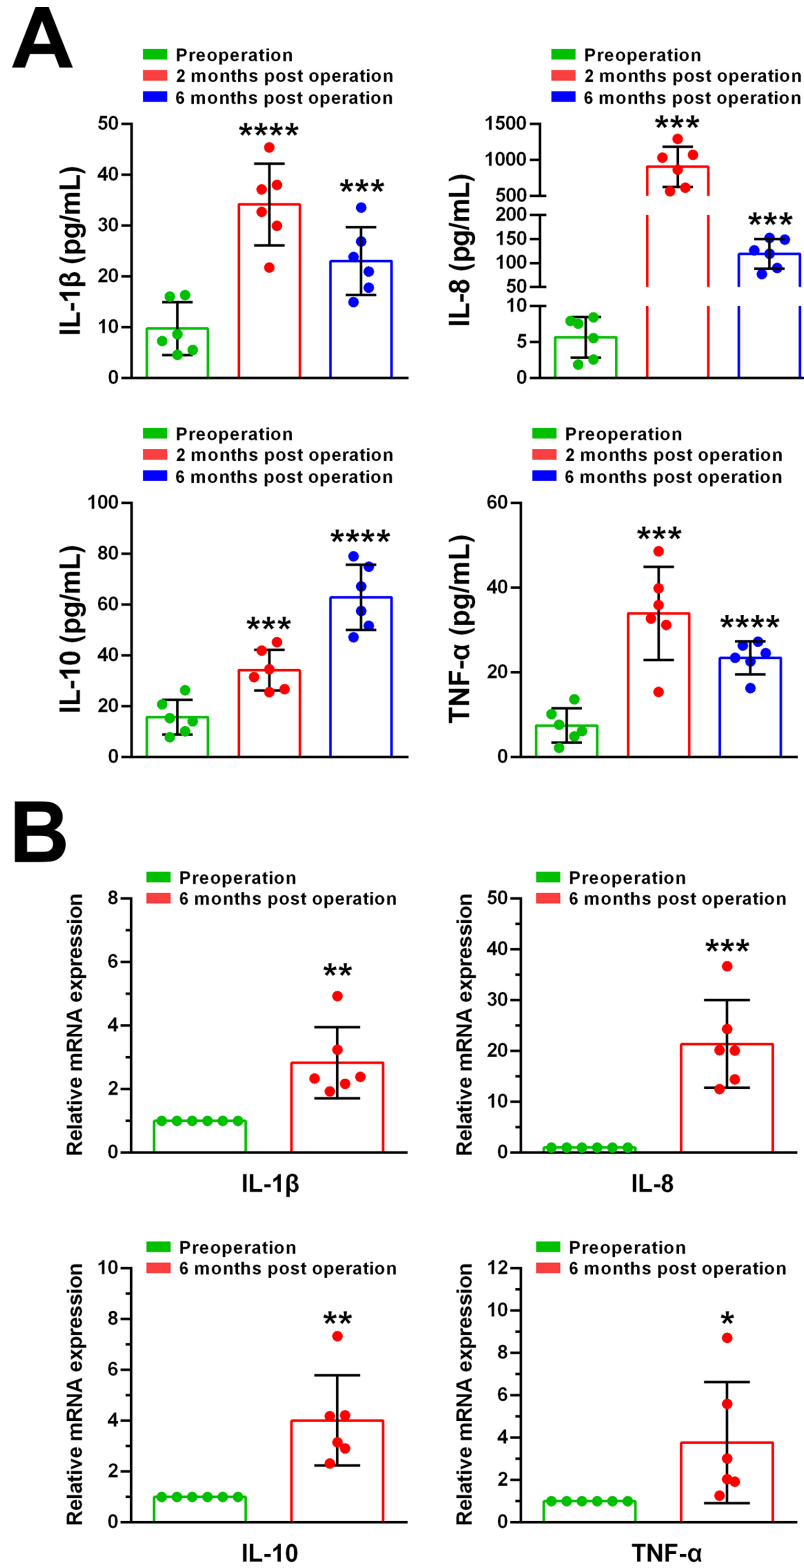 A
Preoperation
2 months post operation
6 months post operation
IL-1β (pg/mL)
50
40
30
20
10
0
****
***
Preoperation
2 months post operation
6 months post operation
IL-8 (pg/mL)
1500
1000
500
200
150
100
50
10
5
0
***
***
Preoperation
2 months post operation
6 months post operation
IL-10 (pg/mL)
100
80
60
40
20
0
***
****
Preoperation
2 months post operation
6 months post operation
TNF-α (pg/mL)
60
40
20
0
***
****
B
Preoperation
6 months post operation
Relative mRNA expression
8
6
4
2
0
**
IL-1β
Preoperation
6 months post operation
Relative mRNA expression
50
40
30
20
10
0
***
IL-8
Preoperation
6 months post operation
Relative mRNA expression
10
8
6
4
2
0
**
IL-10
Preoperation
6 months post operation
Relative mRNA expression
12
10
8
6
4
2
0
*
TNF-α